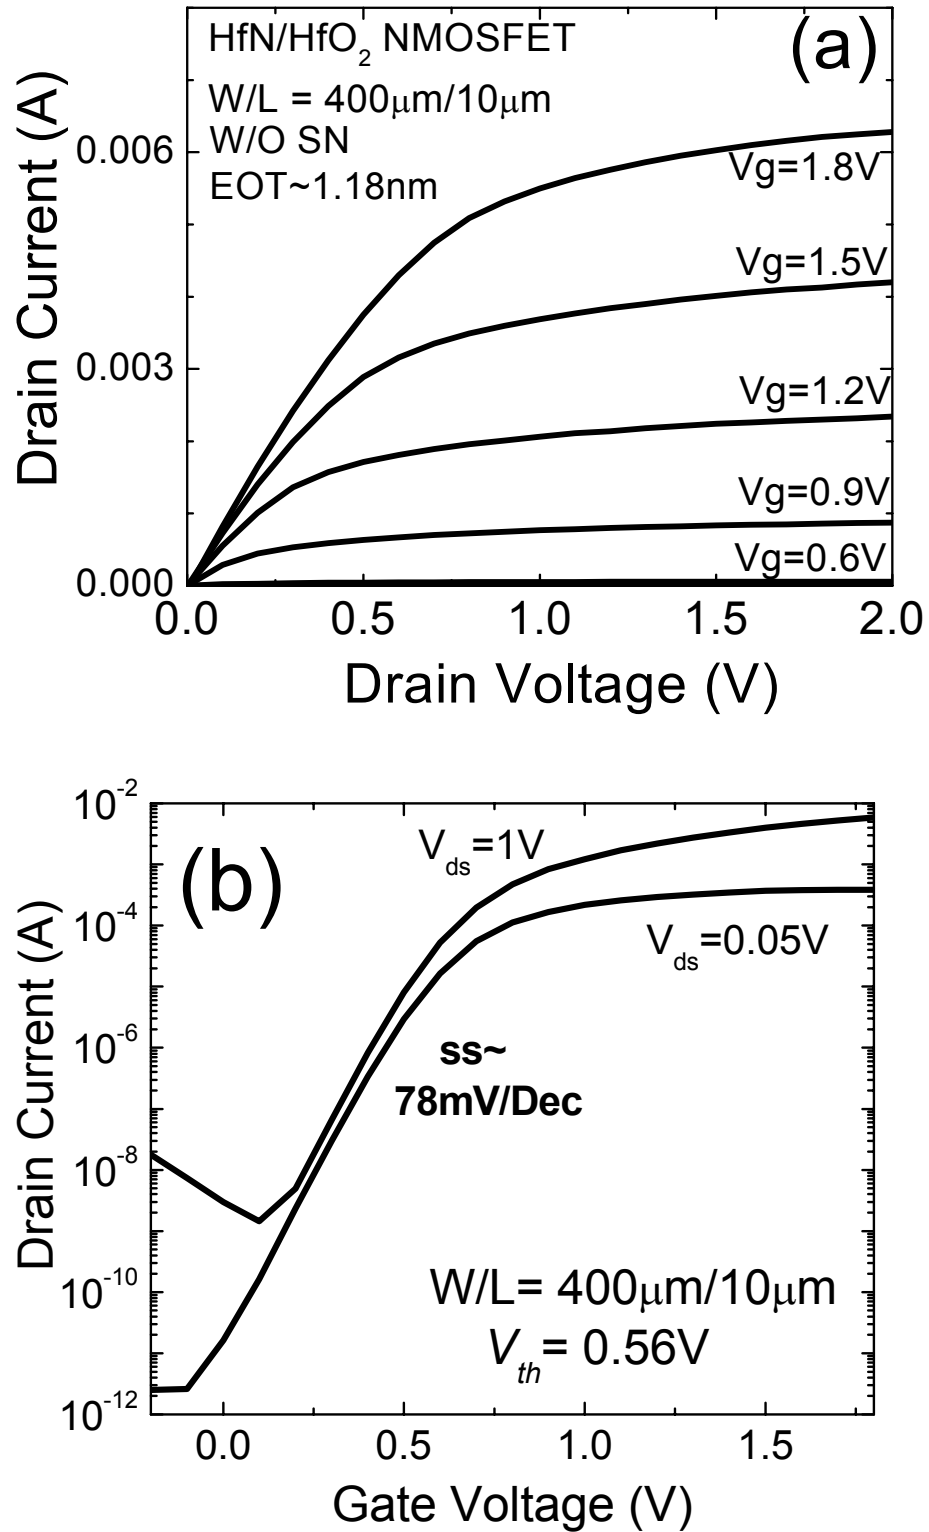 (a)
HfN/HfO₂ NMOSFET
W/L = 400μm/10μm
W/O SN
EOT~1.18nm
Vg=1.8V
Vg=1.5V
Vg=1.2V
Vg=0.9V
Vg=0.6V
0.006
0.003
0.000
0.0 0.5 1.0 1.5 2.0
Drain Current (A)
Drain Voltage (V)
(b)
V_ds=1V
V_ds=0.05V
ss~
78mV/Dec
W/L= 400μm/10μm
V_th= 0.56V
10⁻²
10⁻⁴
10⁻⁶
10⁻⁸
10⁻¹⁰
10⁻¹²
0.0 0.5 1.0 1.5
Drain Current (A)
Gate Voltage (V)